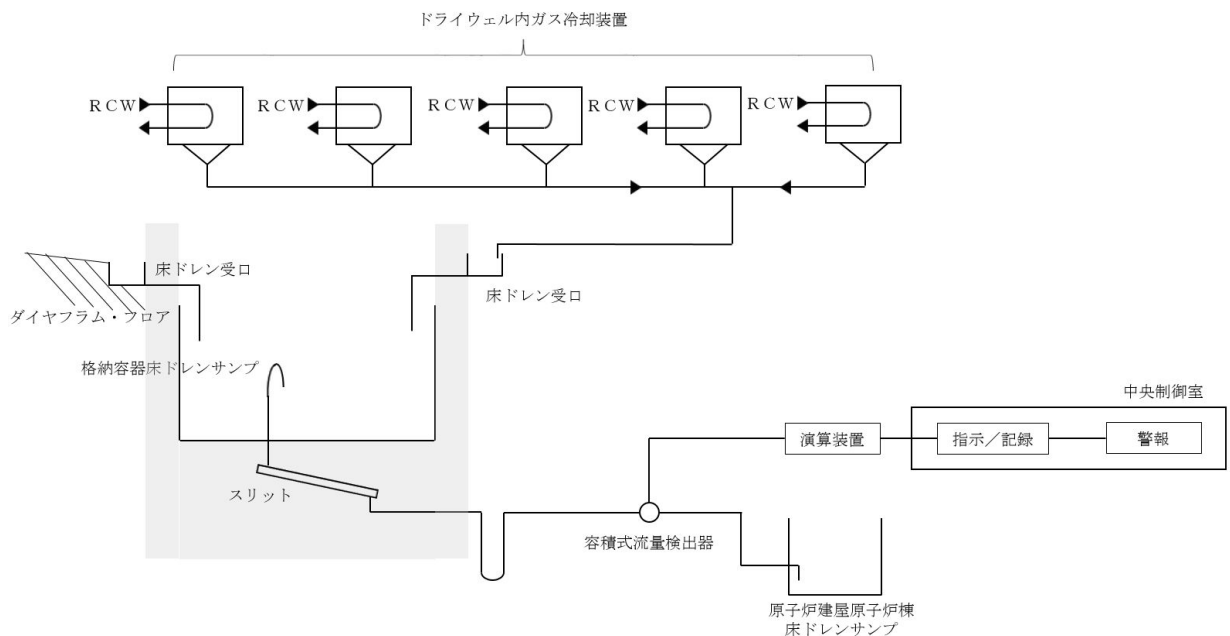 ドライウェル内ガス冷却装置
ＲＣＷ
ＲＣＷ
ＲＣＷ
ＲＣＷ
ＲＣＷ
床ドレン受口
床ドレン受口
ダイヤフラム・フロア
格納容器床ドレンサンプ
中央制御室
演算装置
指示／記録
警報
スリット
容積式流量検出器
原子炉建屋原子炉棟
床ドレンサンプ